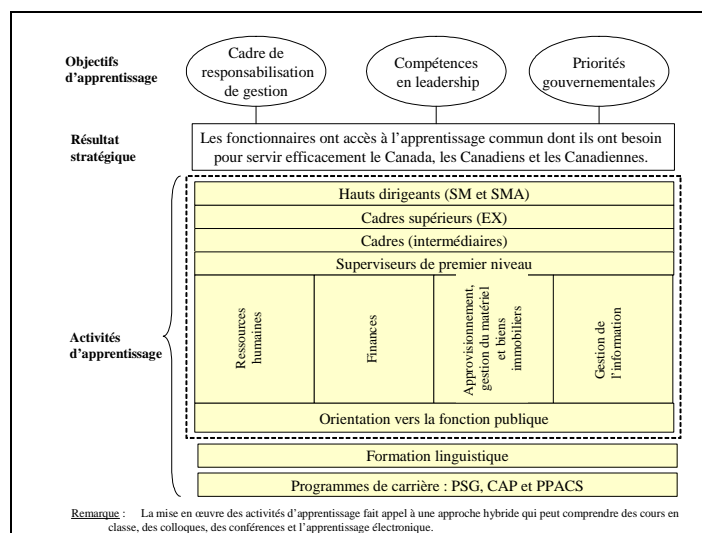 Objectifs
d'apprentissage
Cadre de
responsabilisation
de gestion
Compétences
en leadership
Priorités
gouvernementales
Résultat
stratégique
Les fonctionnaires ont accès à l'apprentissage commun dont ils ont besoin
pour servir efficacement le Canada, les Canadiens et les Canadiennes.
Activités
d'apprentissage
Hauts dirigeants (SM et SMA)
Cadres supérieurs (EX)
Cadres (intermédiaires)
Superviseurs de premier niveau
Ressources
humaines
Finances
Approvisionnement,
gestion du matériel
et biens
immobiliers
Gestion de
l'information
Orientation vers la fonction publique
Formation linguistique
Programmes de carrière : PSG, CAP et PPACS
Remarque : La mise en œuvre des activités d'apprentissage fait appel à une approche hybride qui peut comprendre des cours en
classe, des colloques, des conférences et l'apprentissage électronique.